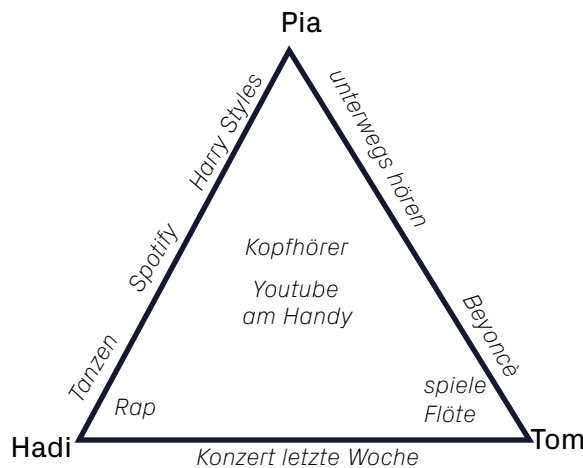 Pia
Harry Styles
unterwegs hören
Spotify
Kopfhörer
Youtube
am Handy
Beyoncè
Tanzen
Rap
spiele
Flöte
Hadi
Tom
Konzert letzte Woche